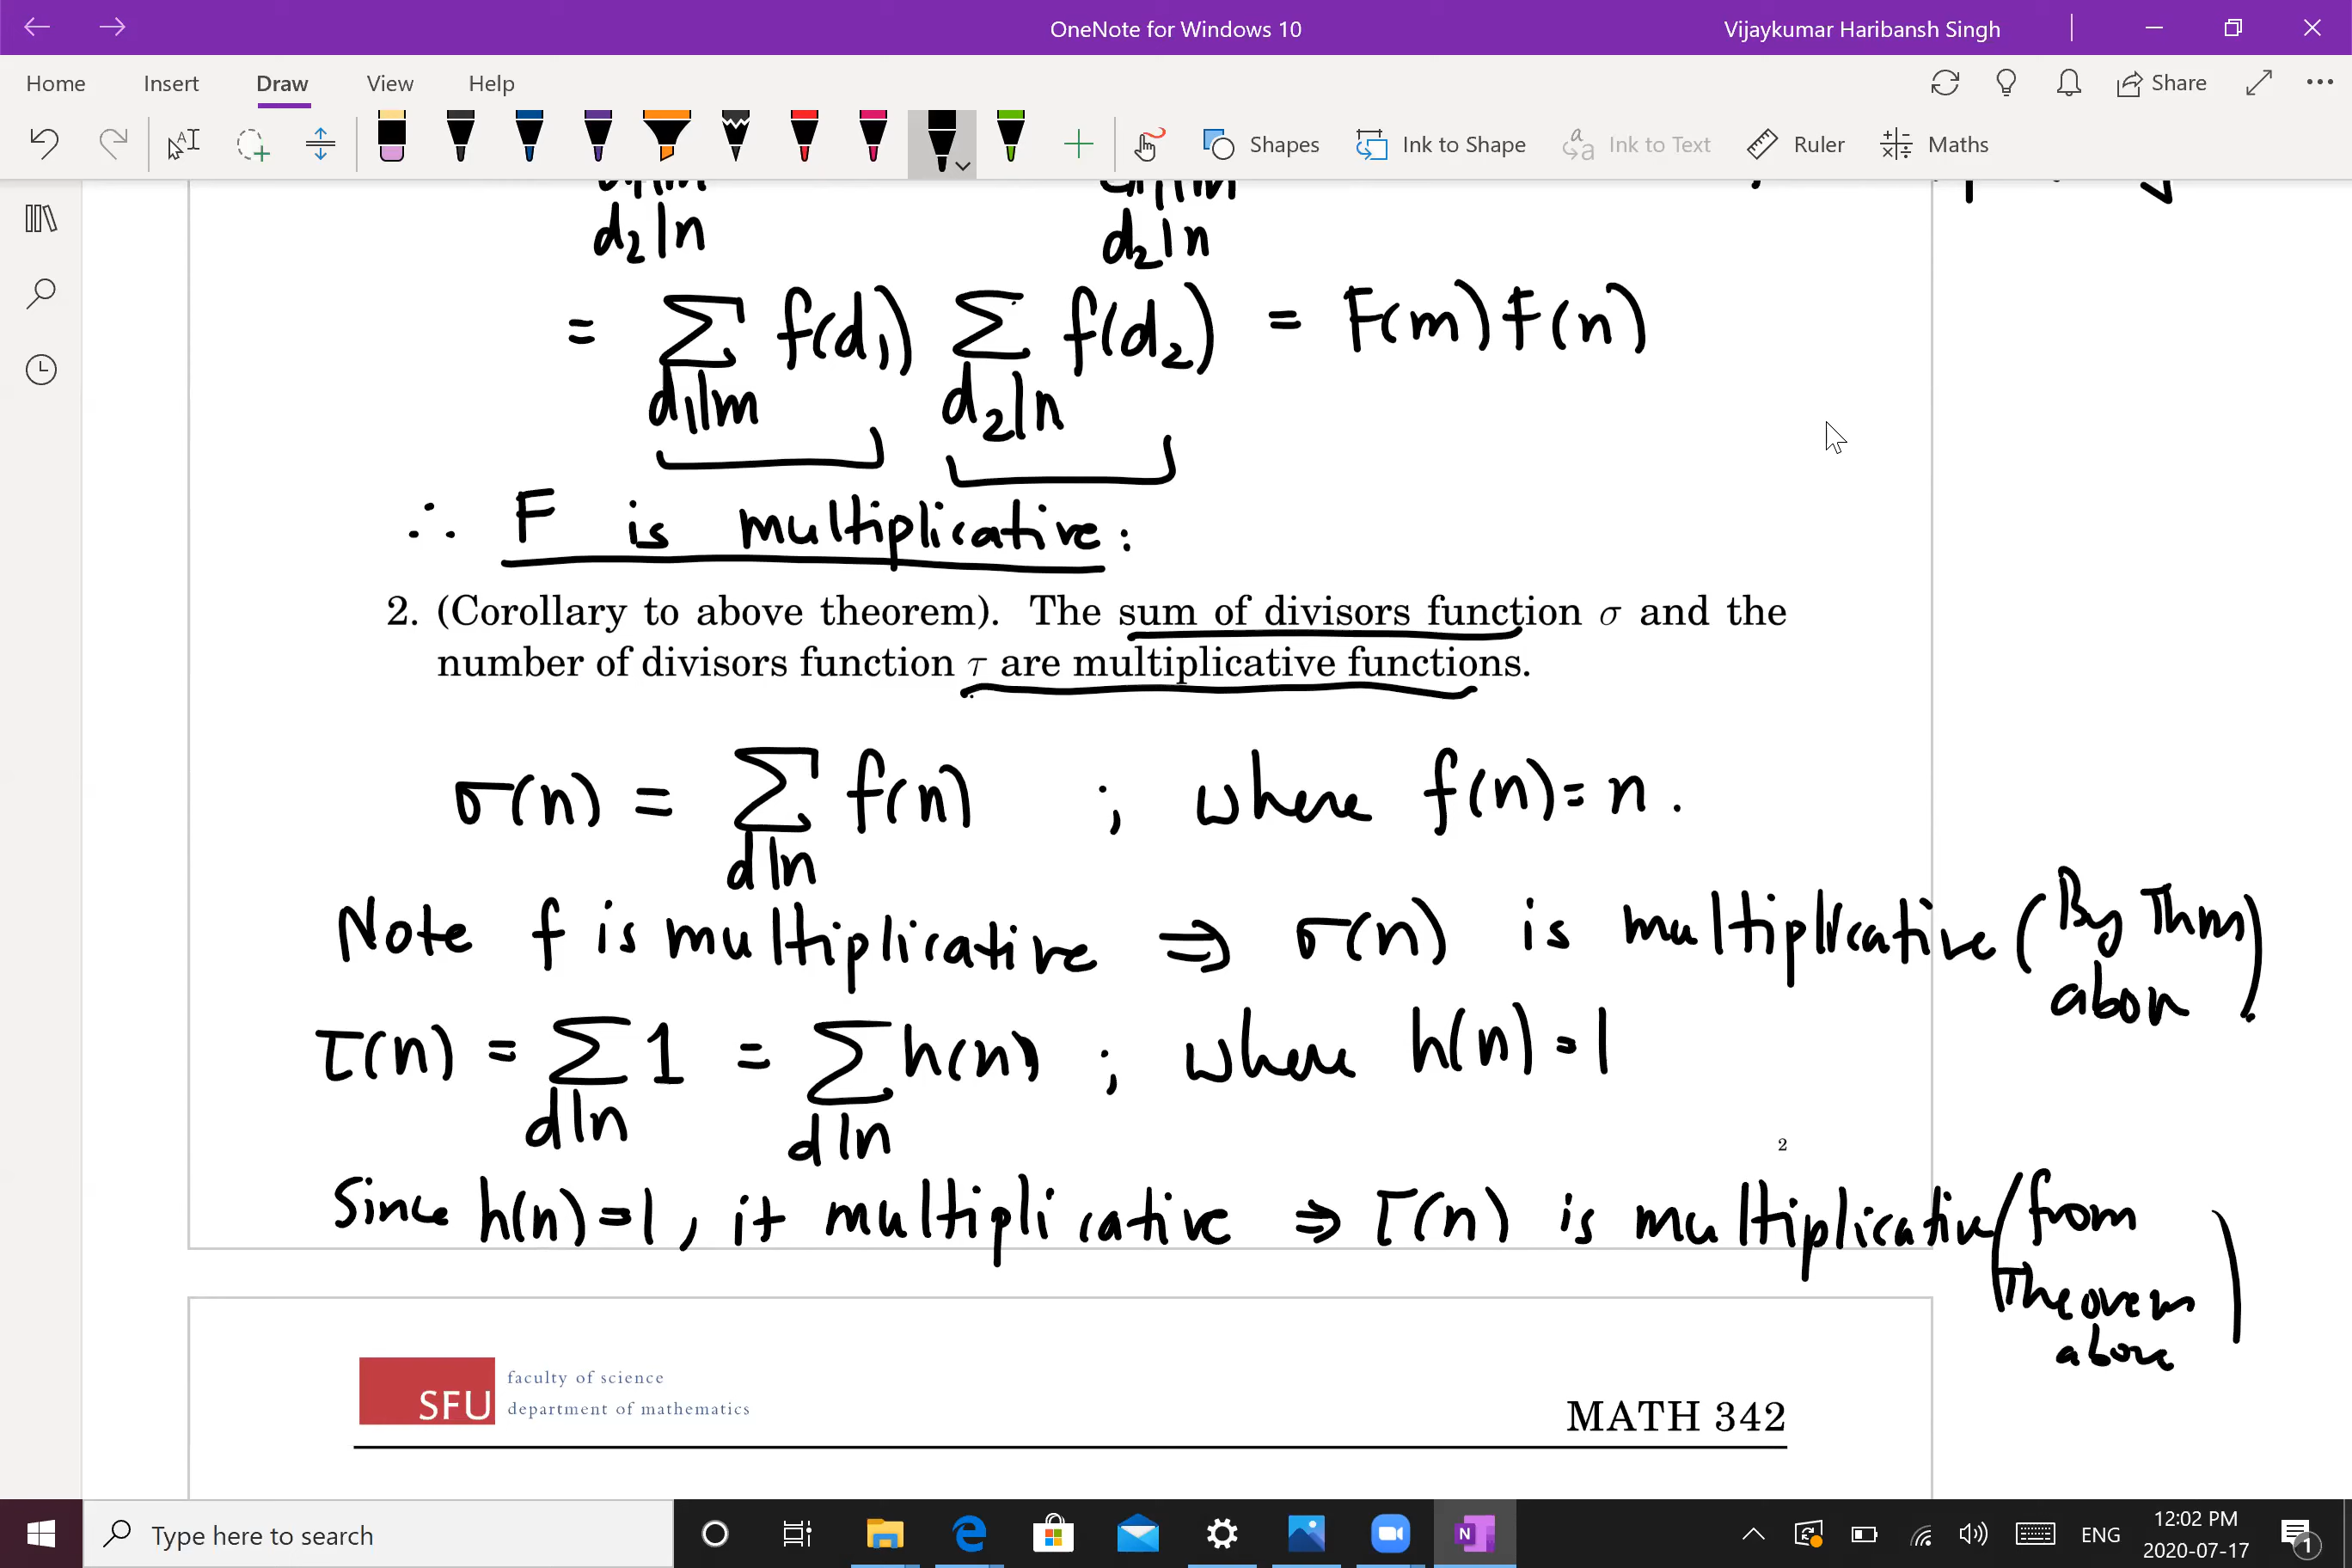 OneNote for Windows 10
Vijaykumar Haribansh Singh
Home Insert Draw View Help
Share
Shapes Ink to Shape Ink to Text Ruler Maths
d₂|n d₂|n
= Σ f(d₁) Σ f(d₂) = F(m) F(n)
d₁|m d₂|n
∴ F is multiplicative.
2. (Corollary to above theorem). The sum of divisors function σ and the
number of divisors function τ are multiplicative functions.
σ(n) = Σ f(n) ; where f(n) = n.
d|n
Note f is multiplicative ⇒ σ(n) is multiplicative (By Thm
above)
τ(n) = Σ 1 = Σ h(n) ; where h(n) = 1
d|n d|n
2
Since h(n) = 1, it multiplicative ⇒ τ(n) is multiplicative (from
Theorem
above)
SFU
faculty of science
department of mathematics
MATH 342
Type here to search
ENG
12:02 PM
2020-07-17
1